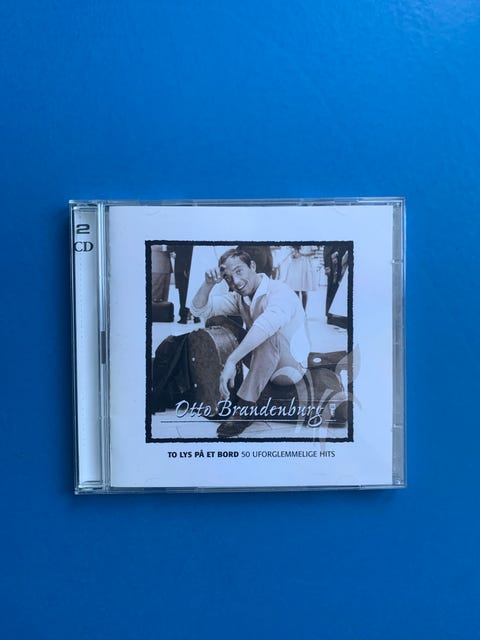 2
CD
Otto Brandenburg
TO LYS PÅ ET BORD 50 UFORGLEMMELIGE HITS